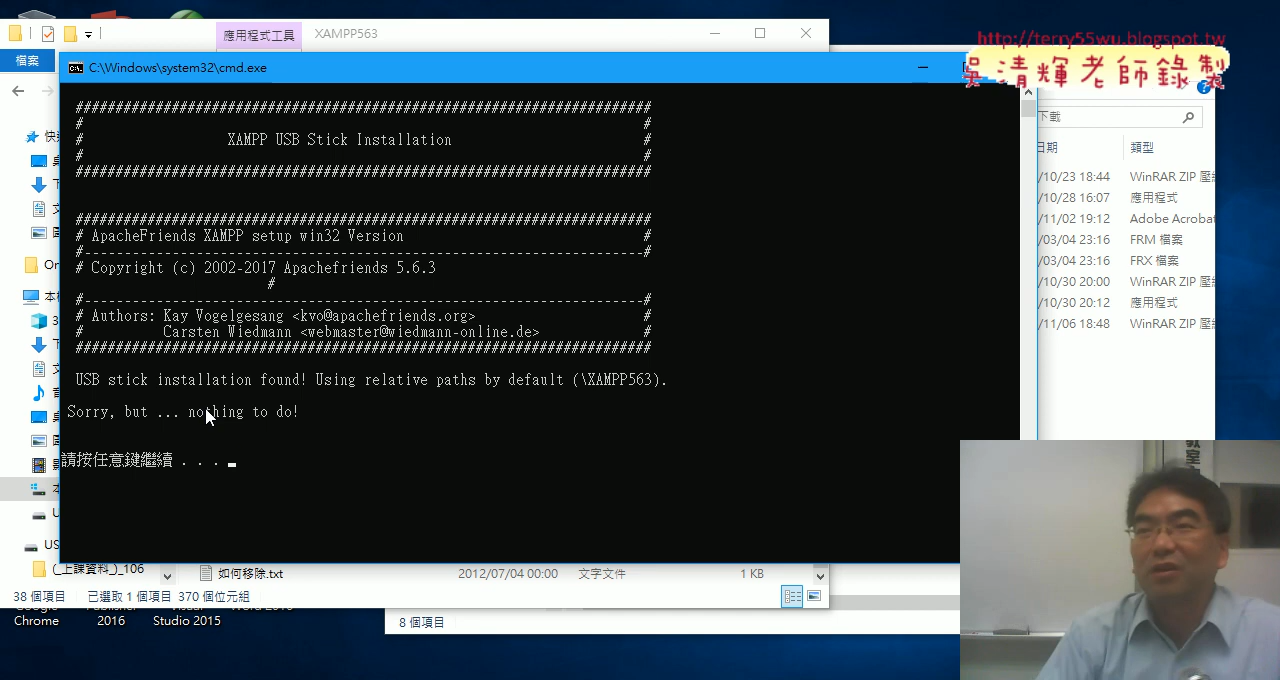 應用程式工具
XAMPP563
http://terry55wu.blogspot.tw
吳清輝老師錄製
檔案
C:\Windows\system32\cmd.exe
########################################################################
# #
# XAMPP USB Stick Installation #
# #
########################################################################
########################################################################
# ApacheFriends XAMPP setup win32 Version #
#----------------------------------------------------------------------#
# Copyright (c) 2002-2017 Apachefriends 5.6.3
#
#----------------------------------------------------------------------#
# Authors: Kay Vogelgesang <kvo@apachefriends.org> #
# Carsten Wiedmann <webmaster@wiedmann-online.de> #
########################################################################
USB stick installation found! Using relative paths by default (\XAMPP563).
Sorry, but ... nothing to do!
請按任意鍵繼續 . . .
下載
日期 類型
/10/23 18:44 WinRAR ZIP
/10/28 16:07 應用程式
/11/02 19:12 Adobe Acrobat
/03/04 23:16 FRM 檔案
/03/04 23:16 FRX 檔案
/10/30 20:00 WinRAR ZIP
/10/30 20:12 應用程式
/11/06 18:48 WinRAR ZIP
(_上課資料_)_106
如何移除.txt 2012/07/04 00:00 文字文件 1 KB
38 個項目 已選取 1 個項目 370 個位元組
8 個項目
Google
Chrome
Publisher
2016
Visual
Studio 2015
Word 2016